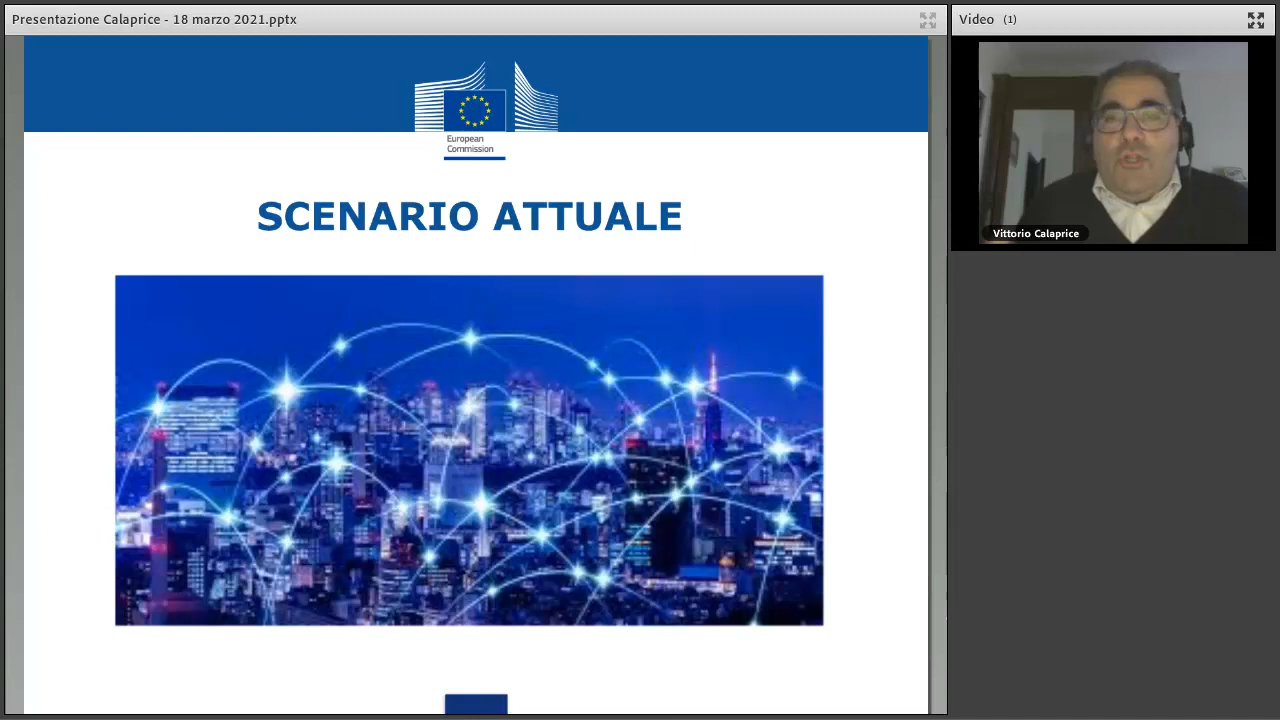 Presentazione Calaprice - 18 marzo 2021.pptx
Video (1)
European
Commission
SCENARIO ATTUALE
Vittorio Calaprice